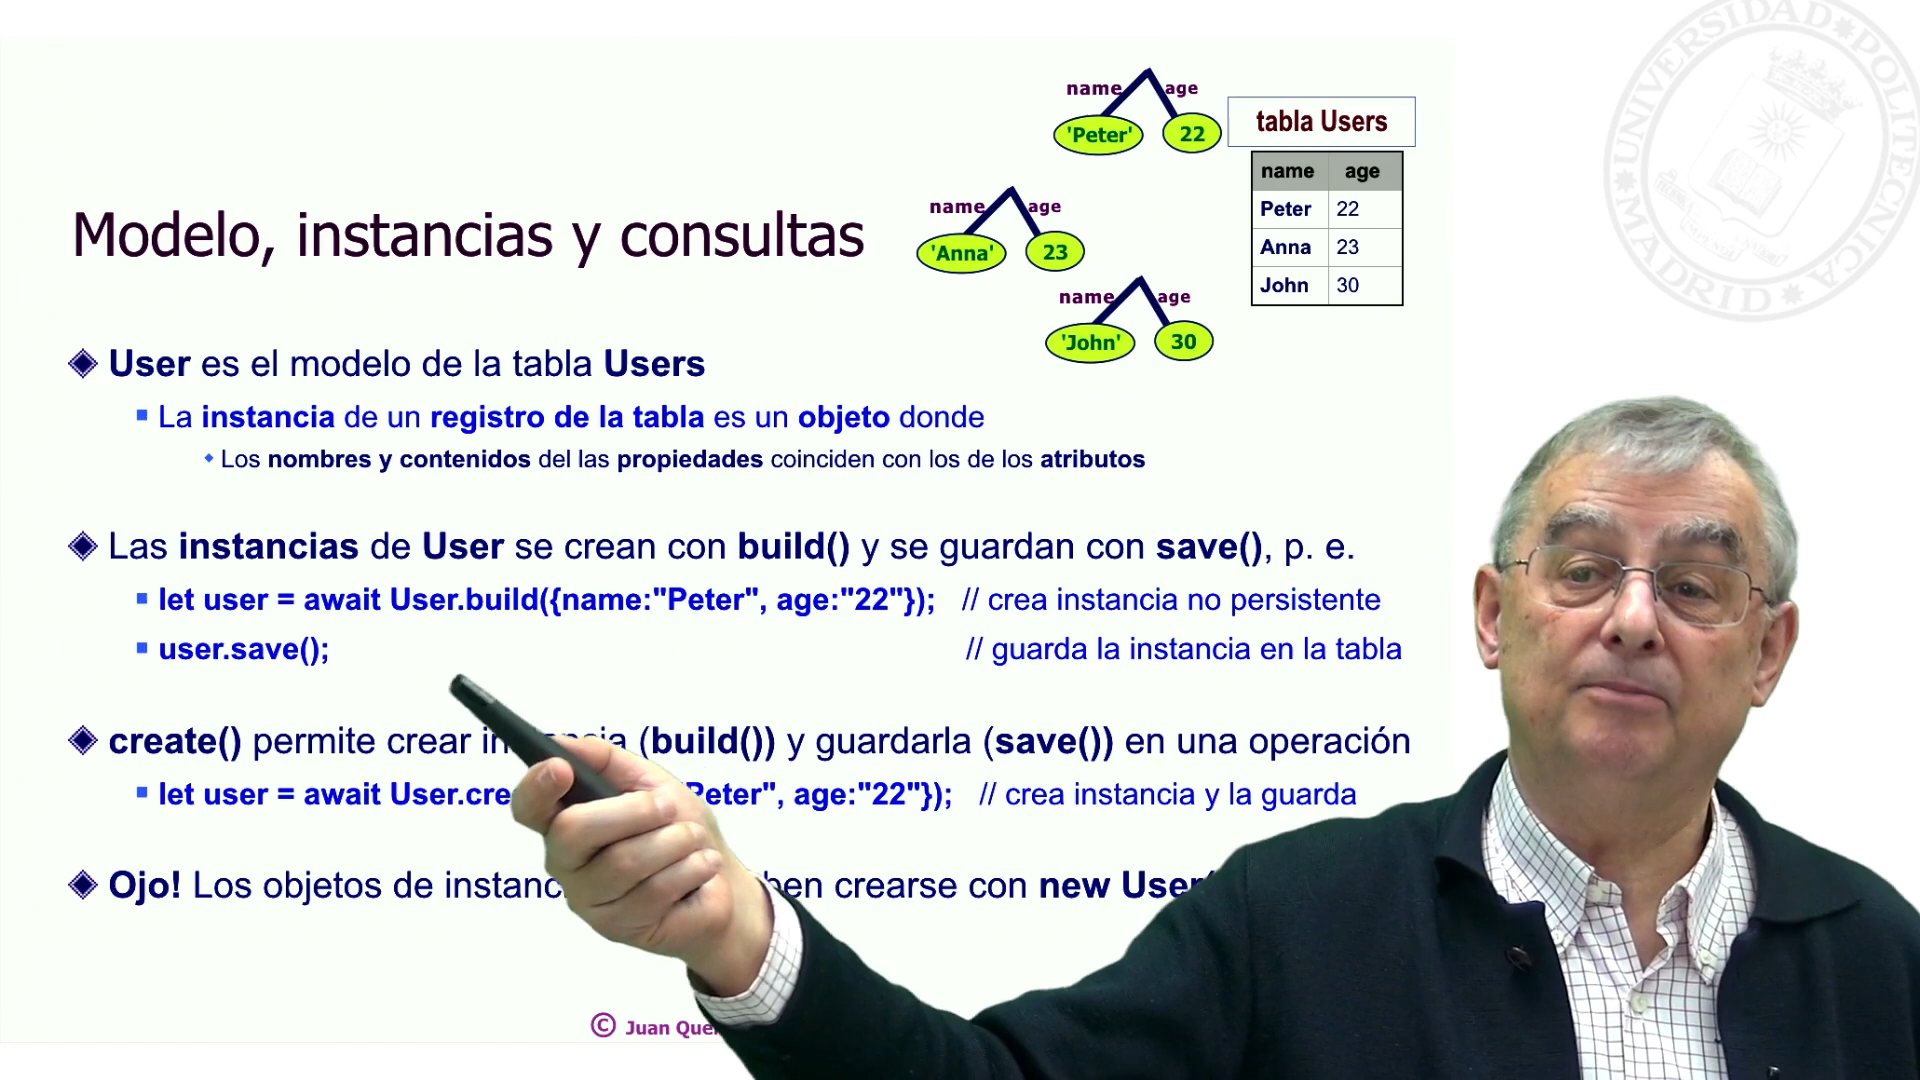 name age
'Peter' 22
tabla Users
name age
Peter 22
Anna 23
John 30
name age
'Anna' 23
name age
'John' 30
UNIVERSIDAD POLITÉCNICA
MADRID
Modelo, instancias y consultas
User es el modelo de la tabla Users
La instancia de un registro de la tabla es un objeto donde
Los nombres y contenidos del las propiedades coinciden con los de los atributos
Las instancias de User se crean con build() y se guardan con save(), p. e.
let user = await User.build({name:"Peter", age:"22"}); // crea instancia no persistente
user.save(); // guarda la instancia en la tabla
create() permite crear (build()) y guardarla (save()) en una operación
let user = await age:"22"}); // crea instancia y la guarda
Ojo! Los objetos de crearse con new
© Juan